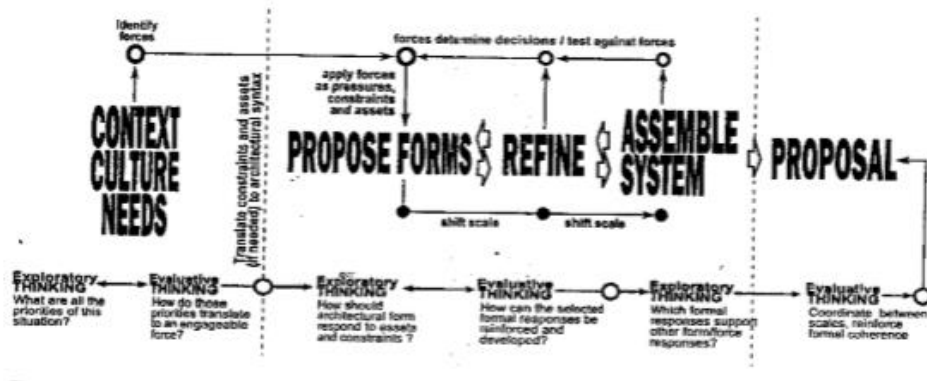 Identify
forces
forces determine decisions / test against forces
apply forces
as pressures,
constraints
and assets
CONTEXT
CULTURE
NEEDS
Translate constraints and assets
(if needed) to architectural syntax
PROPOSE FORMS
REFINE
ASSEMBLE
SYSTEM
PROPOSAL
shift scale
shift scale
Exploratory
THINKING
What are all the
priorities of this
situation?
Evaluative
THINKING
How do those
priorities translate
to an engageable
force?
Exploratory
THINKING
How should
architectural form
respond to assets
and constraints ?
Evaluative
THINKING
How can the selected
formal responses be
reinforced and
developed?
Exploratory
THINKING
Which formal
responses support
other form/force
responses?
Evaluative
THINKING
Coordinate between
scales, reinforce
formal coherence